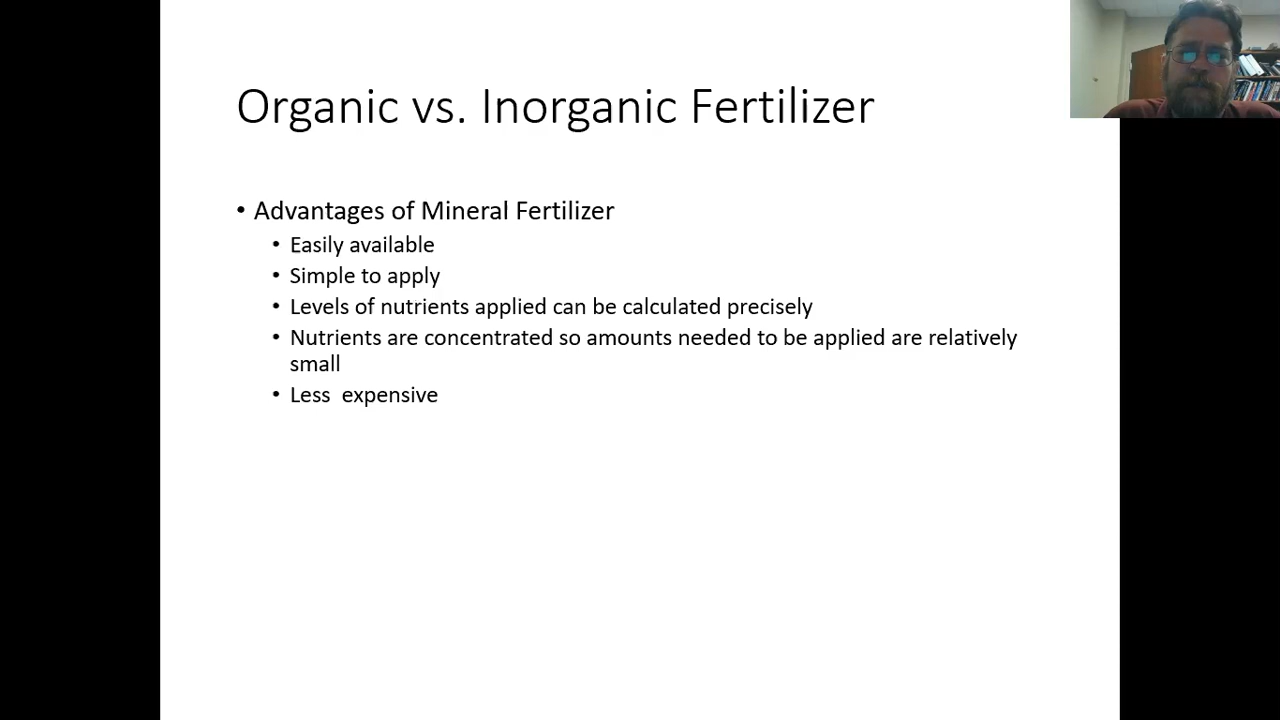 Organic vs. Inorganic Fertilizer
• Advantages of Mineral Fertilizer
• Easily available
• Simple to apply
• Levels of nutrients applied can be calculated precisely
• Nutrients are concentrated so amounts needed to be applied are relatively
small
• Less  expensive